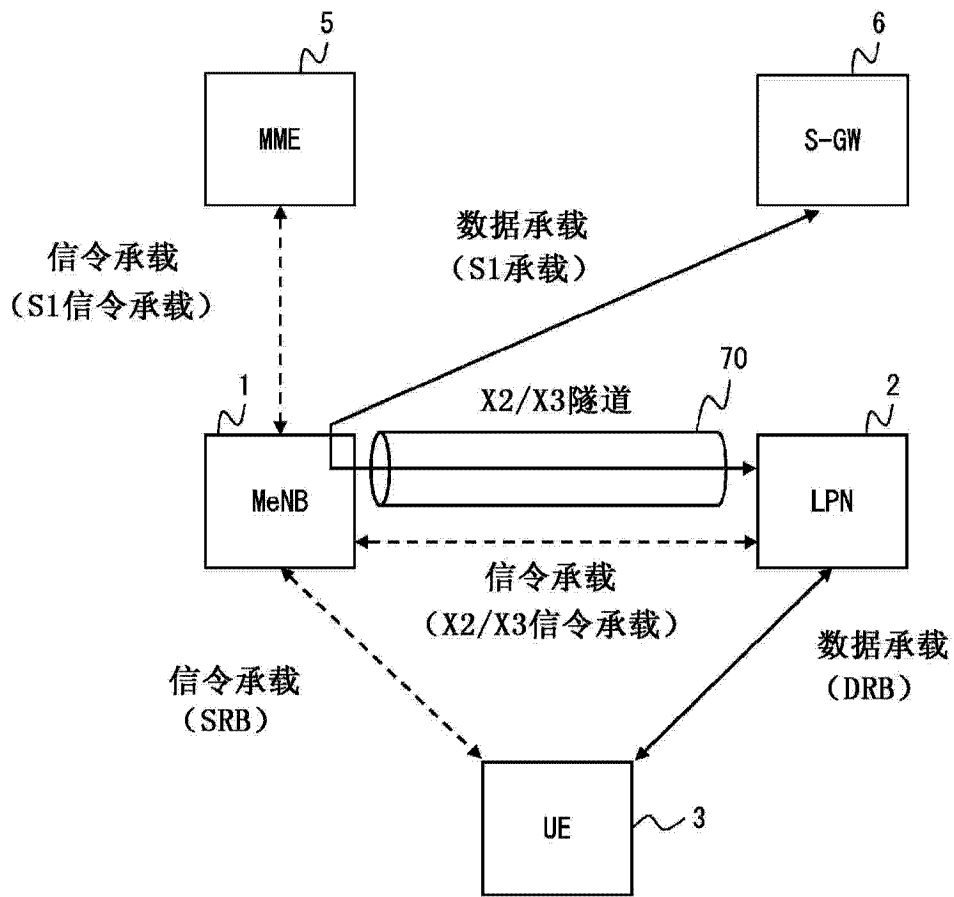 5
6
MME
S-GW
数据承载
（S1承载）
信令承载
（S1信令承载）
70
1
X2/X3隧道
2
MeNB
LPN
信令承载
（X2/X3信令承载）
数据承载
（DRB）
信令承载
（SRB）
UE
3